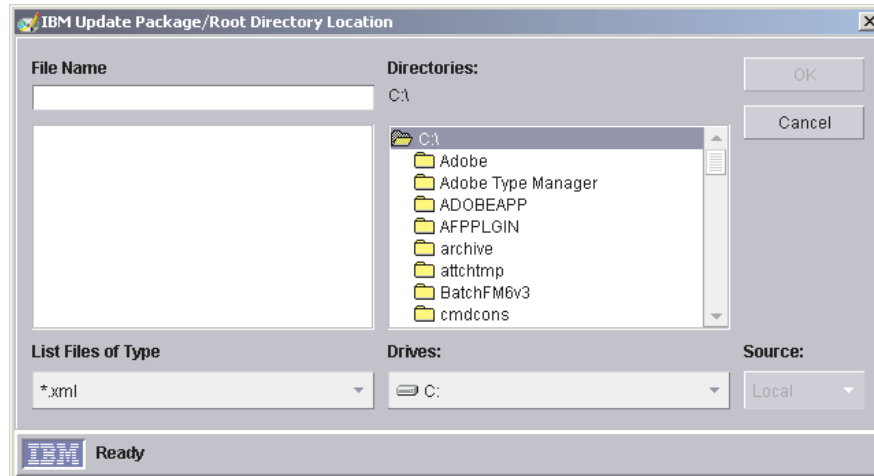 IBM Update Package/Root Directory Location
File Name
Directories:
C:\
OK
Cancel
C:\
Adobe
Adobe Type Manager
ADOBEAPP
AFPPLGIN
archive
attchtmp
BatchFM6v3
cmdcons
List Files of Type
Drives:
Source:
*.xml
C:
Local
IBM
Ready